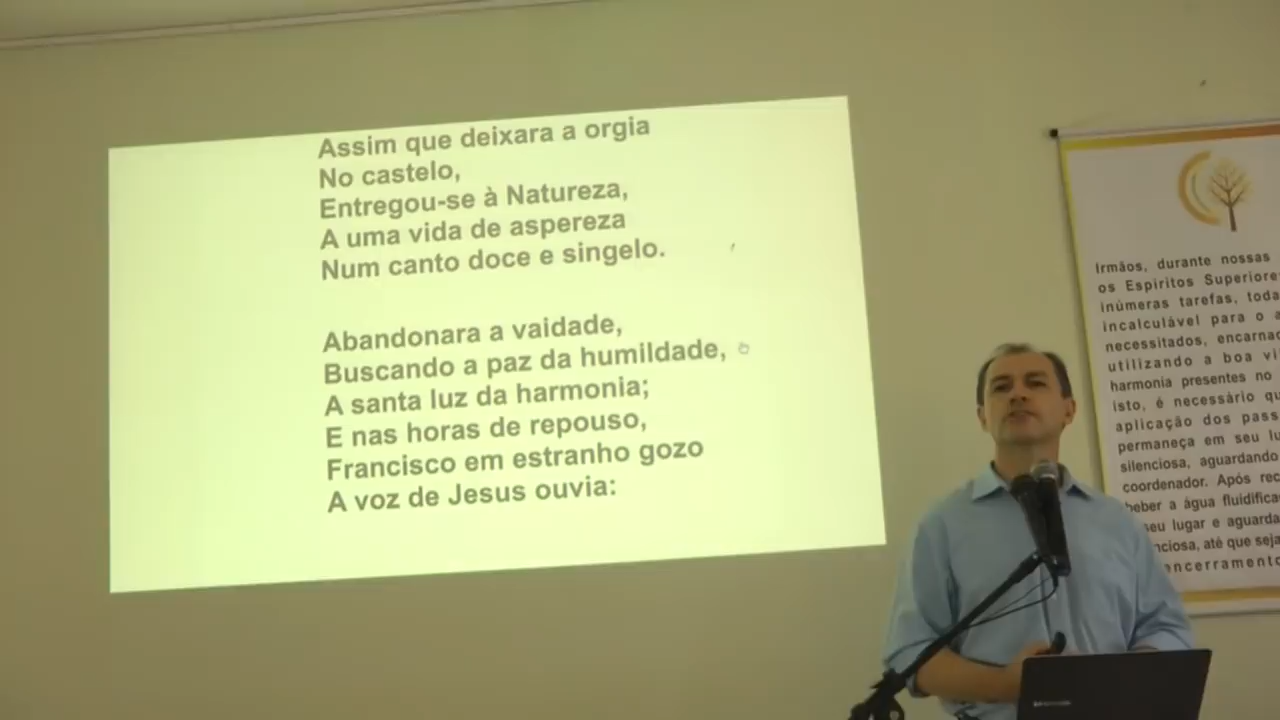 Assim que deixara a orgia
No castelo,
Entregou-se à Natureza,
A uma vida de aspereza
Num canto doce e singelo.
Abandonara a vaidade,
Buscando a paz da humildade,
A santa luz da harmonia;
E nas horas de repouso,
Francisco em estranho gozo
A voz de Jesus ouvia:
Irmãos, durante nossas
os Espíritos Superiore
inúmeras tarefas, toda
incalculável para o a
necessitados, encarnad
utilizando a boa vi
harmonia presentes no
isto, é necessário qu
aplicação dos pass
permaneça em seu lu
silenciosa, aguardando
coordenador. Após rec
beber a água fluidifica
seu lugar e aguarda
nciosa, até que seja
encerramento